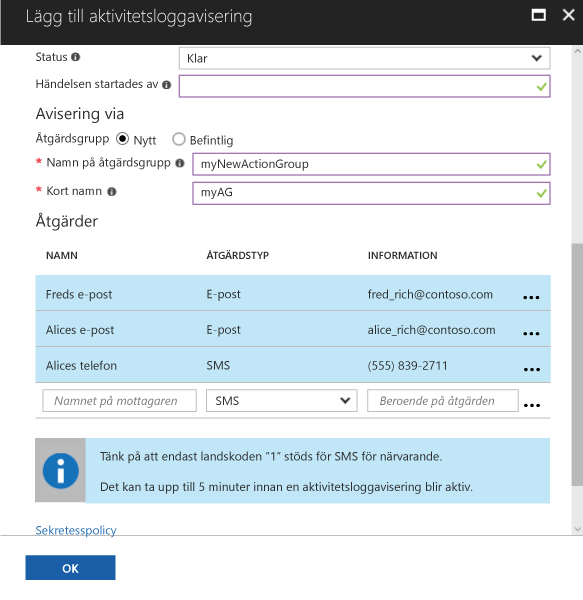 Lägg till aktivitetsloggavisering
Status
Klar
Händelsen startades av
Avisering via
Åtgärdsgrupp Nytt Befintlig
* Namn på åtgärdsgrupp
myNewActionGroup
* Kort namn
myAG
Åtgärder
NAMN ÅTGÄRDSTYP INFORMATION
Freds e-post E-post fred_rich@contoso.com ...
Alices e-post E-post alice_rich@contoso.com ...
Alices telefon SMS (555) 839-2711 ...
Namnet på mottagaren SMS Beroende på åtgärden ...
Tänk på att endast landskoden "1" stöds för SMS för närvarande.
Det kan ta upp till 5 minuter innan en aktivitetsloggavisering blir aktiv.
Sekretesspolicy
OK